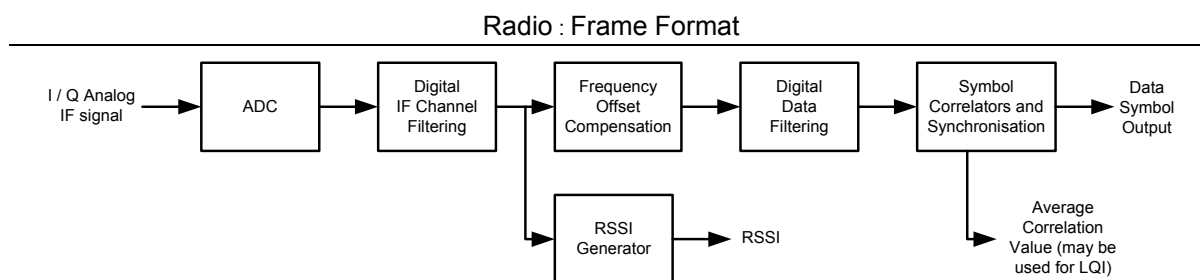 Radio : Frame Format
I / Q Analog
IF signal
ADC
Digital
IF Channel
Filtering
Frequency
Offset
Compensation
Digital
Data
Filtering
Symbol
Correlators and
Synchronisation
Data
Symbol
Output
RSSI
Generator
RSSI
Average
Correlation
Value (may be
used for LQI)